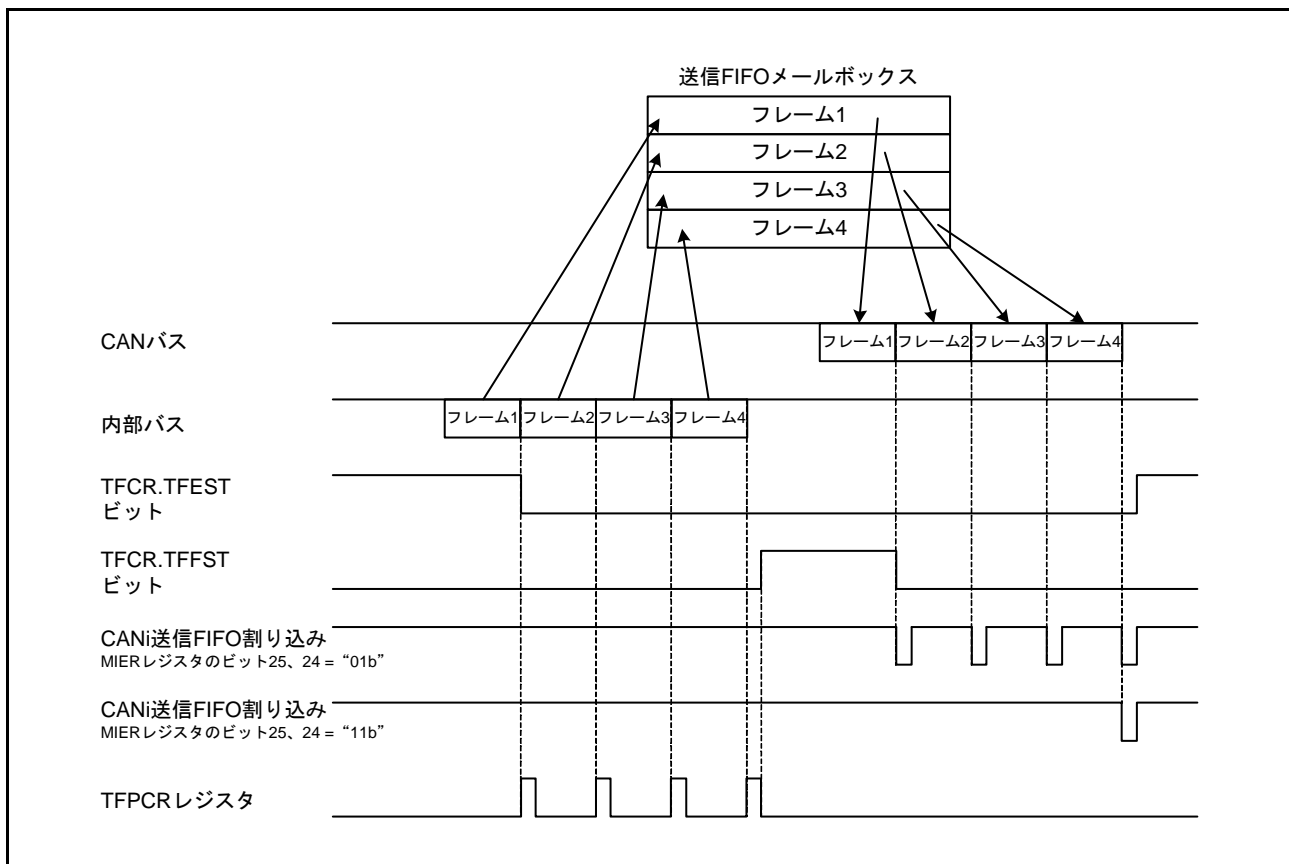 送信FIFOメールボックス
フレーム1
フレーム2
フレーム3
フレーム4
CANバス
フレーム1 フレーム2 フレーム3 フレーム4
内部バス
フレーム1 フレーム2 フレーム3 フレーム4
TFCR.TFEST
ビット
TFCR.TFFST
ビット
CANi送信FIFO割り込み
MIERレジスタのビット25、24 = “01b”
CANi送信FIFO割り込み
MIERレジスタのビット25、24 = “11b”
TFPCRレジスタ